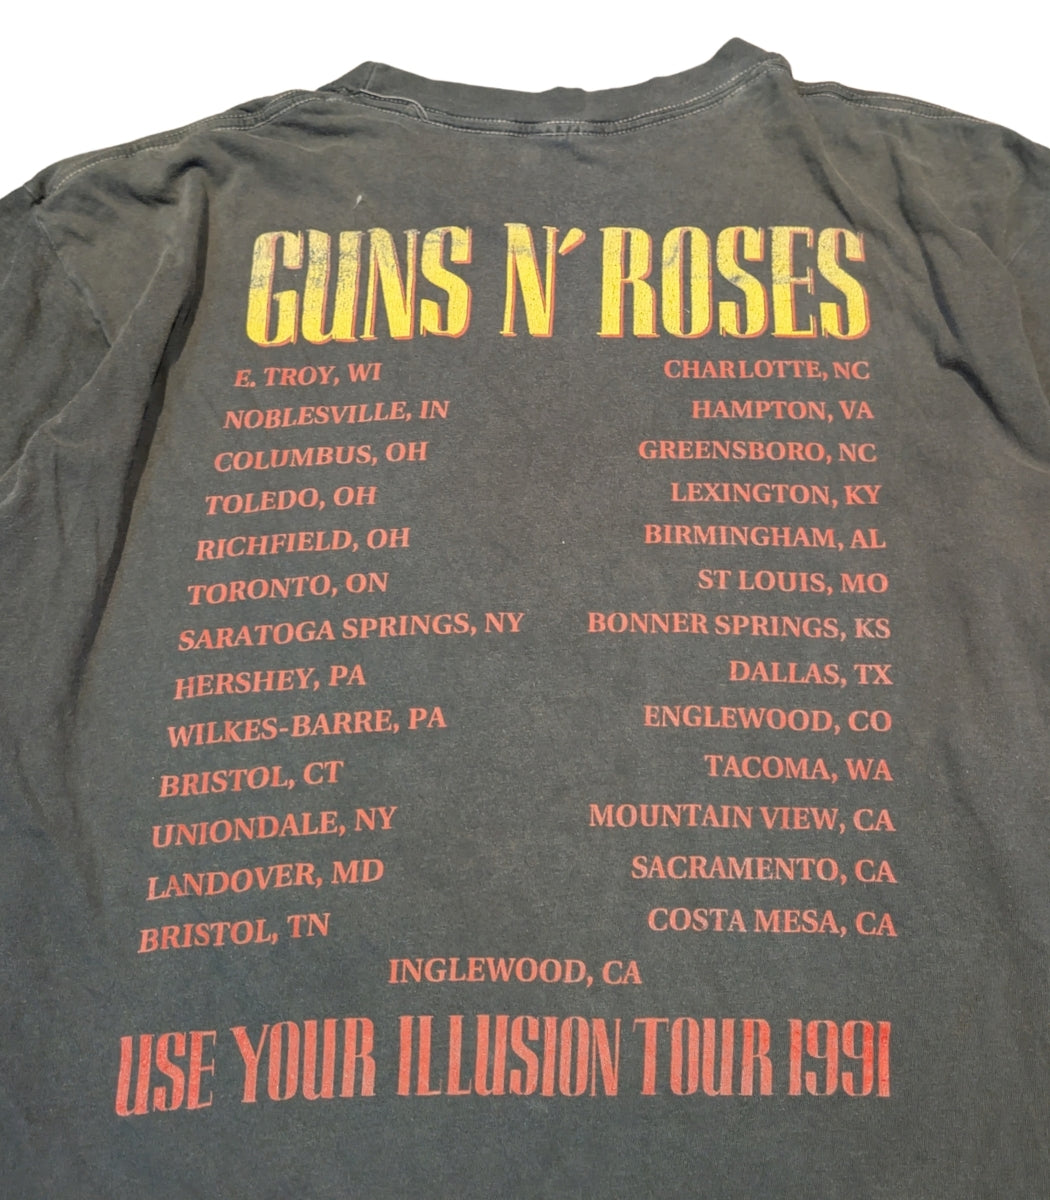 GUNS N' ROSES
E. TROY, WI
NOBLESVILLE, IN
COLUMBUS, OH
TOLEDO, OH
RICHFIELD, OH
TORONTO, ON
SARATOGA SPRINGS, NY
HERSHEY, PA
WILKES-BARRE, PA
BRISTOL, CT
UNIONDALE, NY
LANDOVER, MD
BRISTOL, TN
CHARLOTTE, NC
HAMPTON, VA
GREENSBORO, NC
LEXINGTON, KY
BIRMINGHAM, AL
ST LOUIS, MO
BONNER SPRINGS, KS
DALLAS, TX
ENGLEWOOD, CO
TACOMA, WA
MOUNTAIN VIEW, CA
SACRAMENTO, CA
COSTA MESA, CA
INGLEWOOD, CA
USE YOUR ILLUSION TOUR 1991